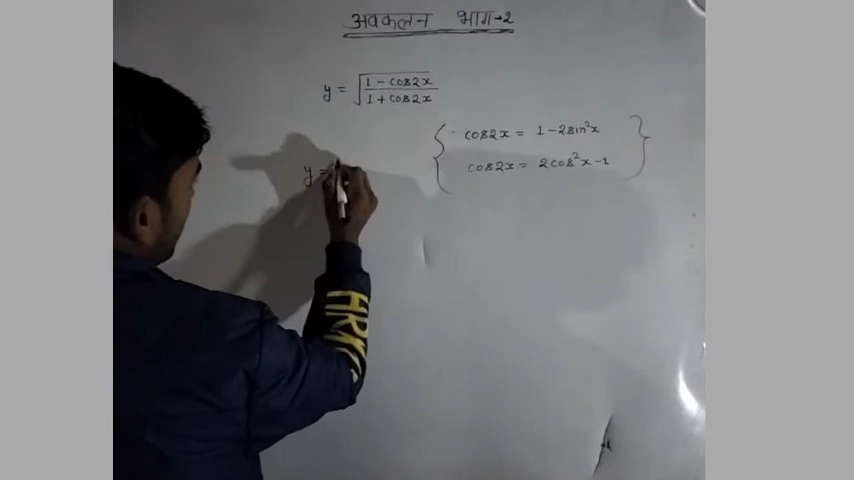 अवकलन भाग→2
y = √((1 - cos2x)/(1 + cos2x))
cos2x = 1 - 2sin²x
y =
cos2x = 2cos²x - 1